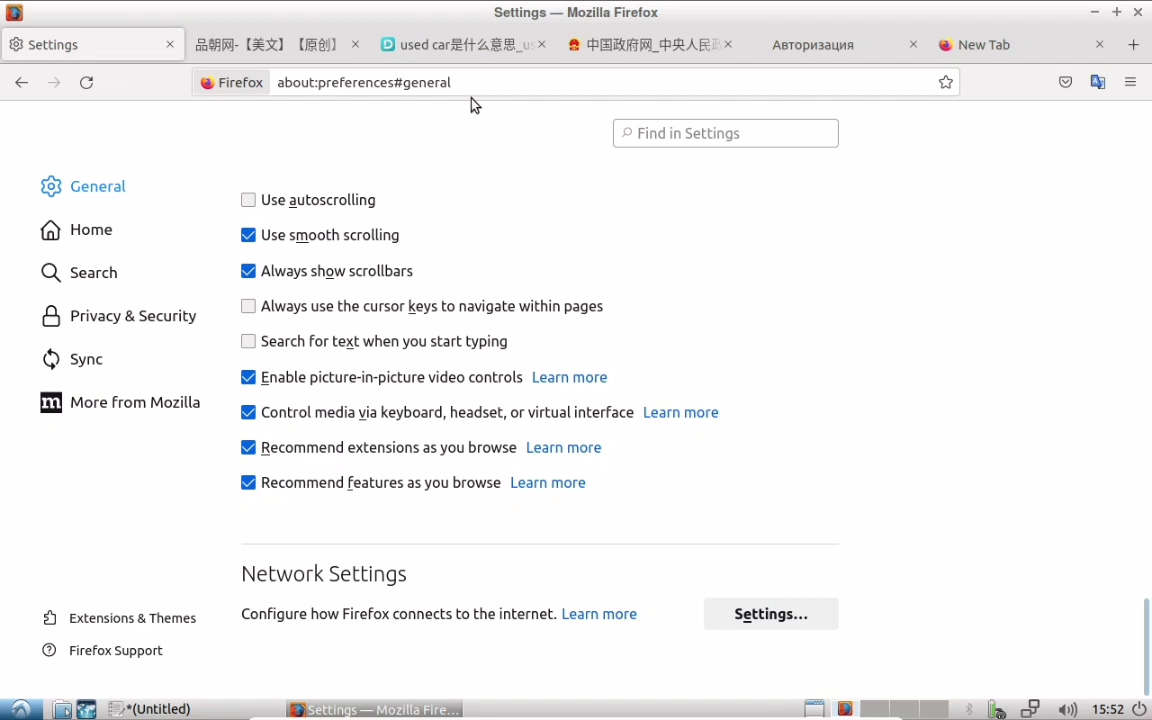 Settings — Mozilla Firefox
Settings
品朝网-【美文】【原创】
used car是什么意思_us
中国政府网_中央人民政
Авторизация
New Tab
Firefox
about:preferences#general
Find in Settings
General
Home
Search
Privacy & Security
Sync
More from Mozilla
Extensions & Themes
Firefox Support
Use autoscrolling
Use smooth scrolling
Always show scrollbars
Always use the cursor keys to navigate within pages
Search for text when you start typing
Enable picture-in-picture video controls Learn more
Control media via keyboard, headset, or virtual interface Learn more
Recommend extensions as you browse Learn more
Recommend features as you browse Learn more
Network Settings
Configure how Firefox connects to the internet. Learn more
Settings...
*(Untitled)
Settings — Mozilla Fire...
15:52